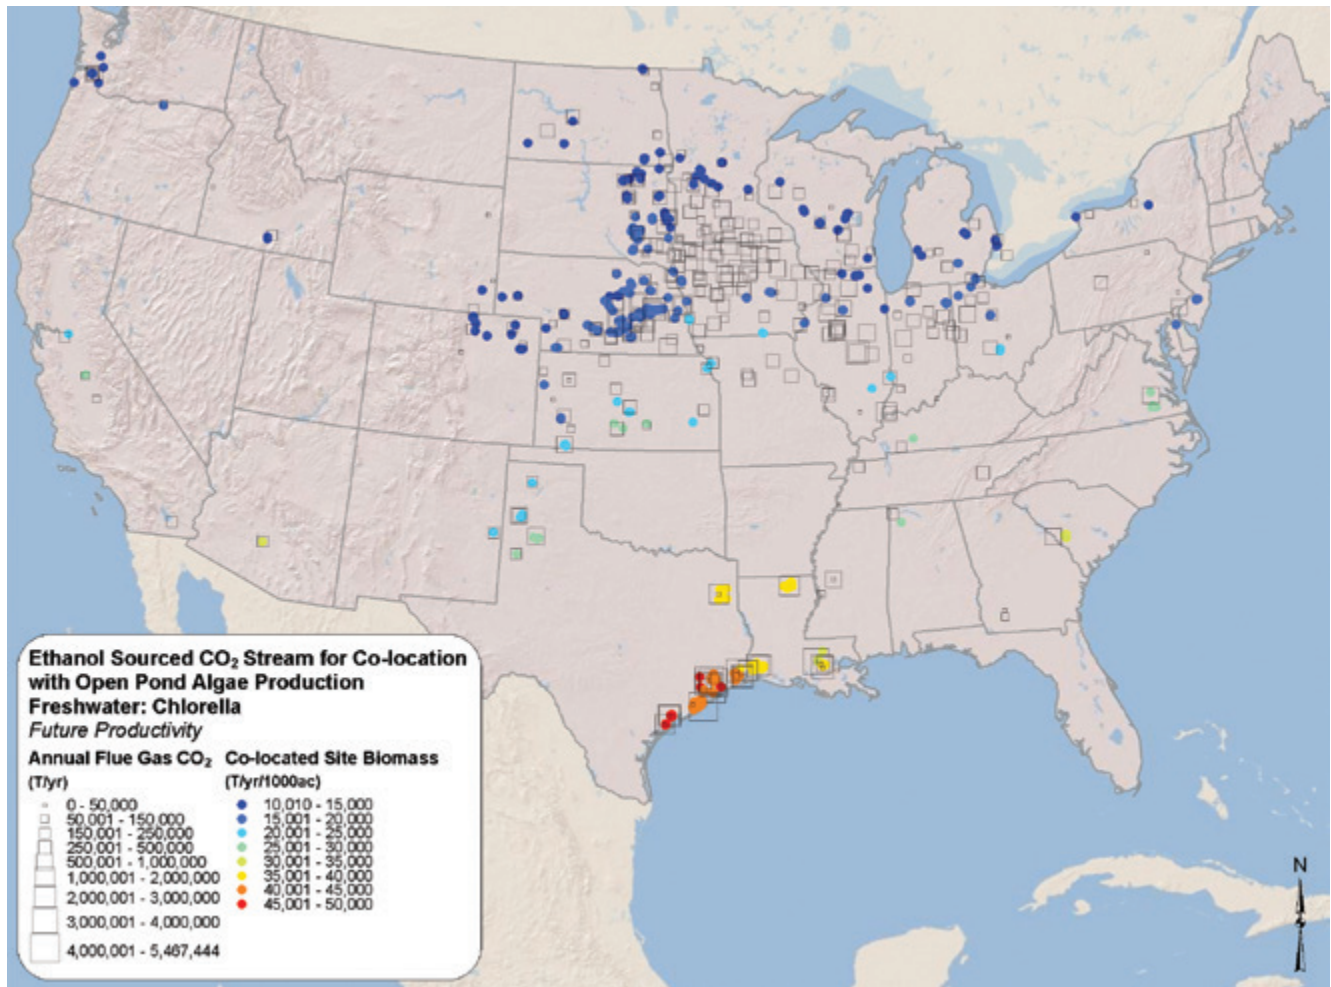 Ethanol Sourced CO₂ Stream for Co-location
with Open Pond Algae Production
Freshwater: Chlorella
Future Productivity
Annual Flue Gas CO₂
(T/yr)
0 - 50,000
50,001 - 150,000
150,001 - 250,000
250,001 - 500,000
500,001 - 1,000,000
1,000,001 - 2,000,000
2,000,001 - 3,000,000
3,000,001 - 4,000,000
4,000,001 - 5,467,444
Co-located Site Biomass
(T/yr/1000ac)
10,010 - 15,000
15,001 - 20,000
20,001 - 25,000
25,001 - 30,000
30,001 - 35,000
35,001 - 40,000
40,001 - 45,000
45,001 - 50,000
N